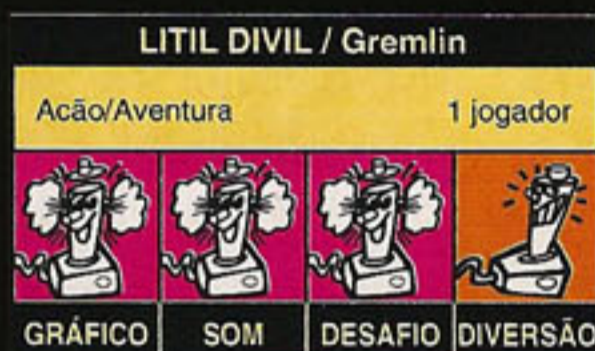 LITIL DIVIL / Gremlin
Acão/Aventura 1 jogador
GRÁFICO SOM DESAFIO DIVERSÃO